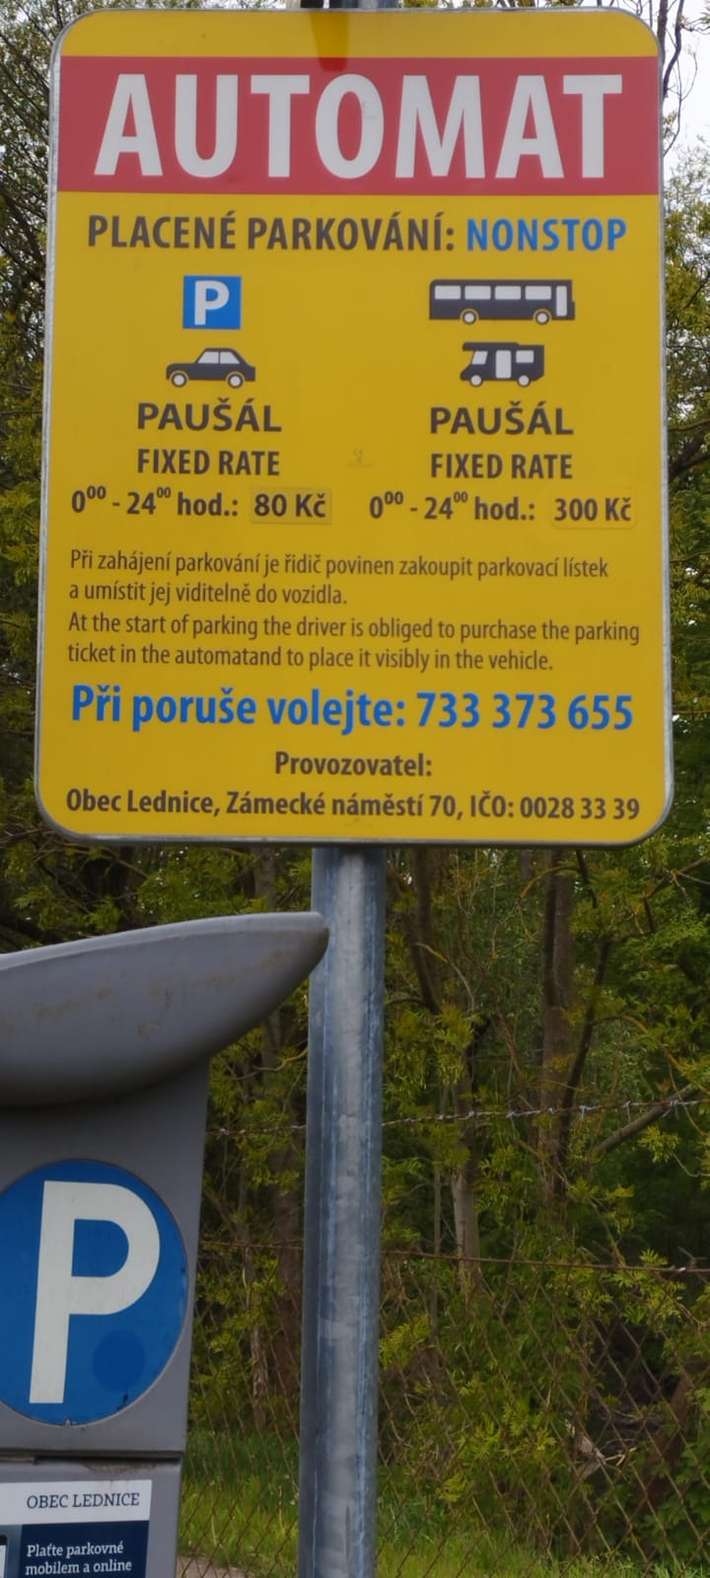 AUTOMAT
PLACENÉ PARKOVÁNÍ: NONSTOP
P
PAUŠÁL
FIXED RATE
0⁰⁰ - 24⁰⁰ hod.: 80 Kč
PAUŠÁL
FIXED RATE
0⁰⁰ - 24⁰⁰ hod.: 300 Kč
Při zahájení parkování je řidič povinen zakoupit parkovací lístek
a umístit jej viditelně do vozidla.
At the start of parking the driver is obliged to purchase the parking
ticket in the automatand to place it visibly in the vehicle.
Při poruše volejte: 733 373 655
Provozovatel:
Obec Lednice, Zámecké náměstí 70, IČO: 0028 33 39
P
OBEC LEDNICE
Plaťte parkovné
mobilem a online